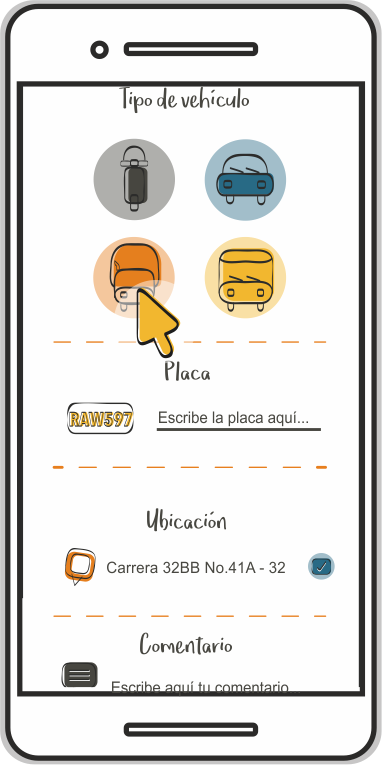 Tipo de vehículo
Placa
RAW597
Escribe la placa aquí...
Ubicación
Carrera 32BB No.41A - 32
Comentario
Escribe aquí tu comentario...